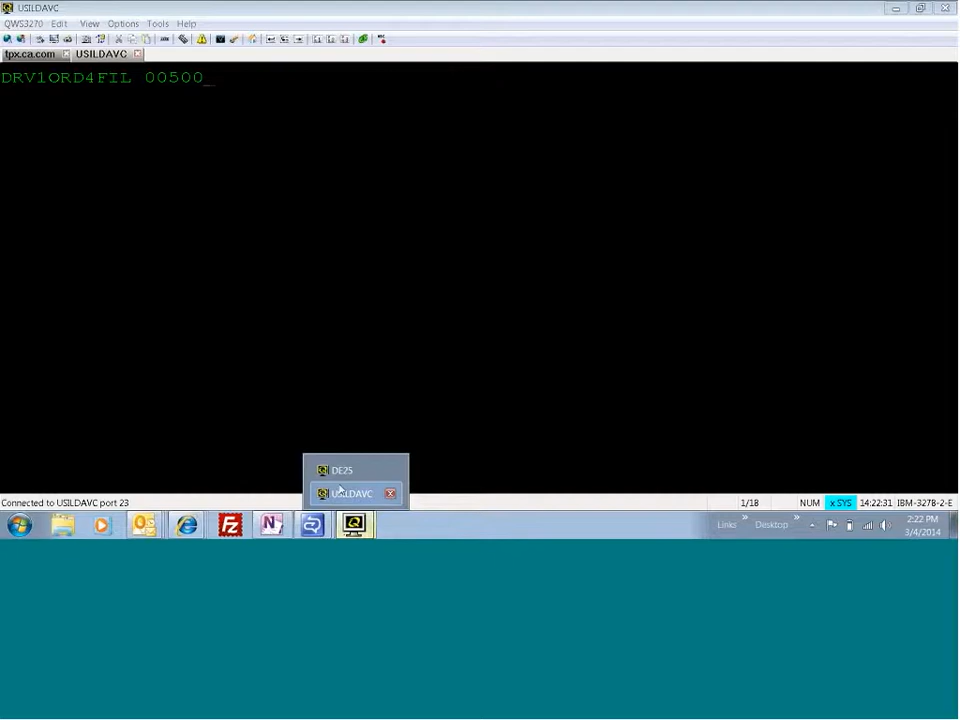 USILDAVC
QWS3270 Edit View Options Tools Help
tpx.ca.com USILDAVC
DRV1ORD4FIL 00500_
DE25
USILDAVC
Connected to USILDAVC port 23 1/18 NUM x SYS 14:22:31 IBM-3278-2-E
Links » Desktop » 2:22 PM
3/4/2014